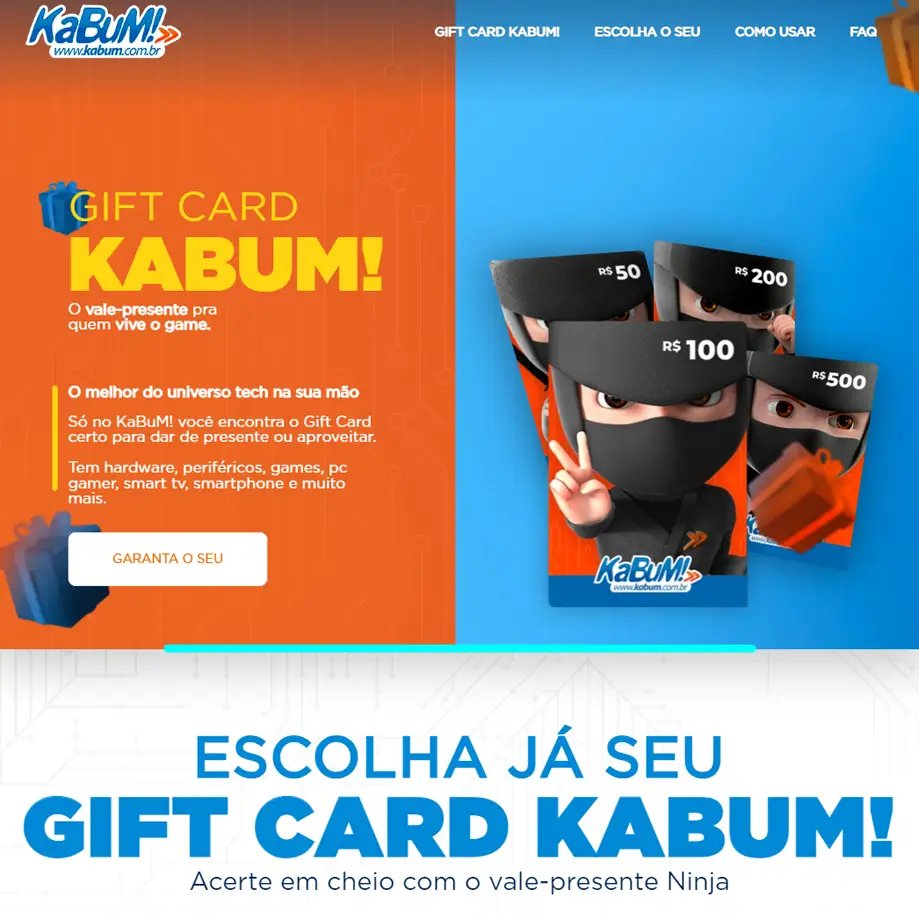 KaBuM!
www.kabum.com.br
GIFT CARD KABUM! ESCOLHA O SEU COMO USAR FAQ
GIFT CARD
KABUM!
O vale-presente pra
quem vive o game.
O melhor do universo tech na sua mão
Só no KaBuM! você encontra o Gift Card
certo para dar de presente ou aproveitar.
Tem hardware, periféricos, games, pc
gamer, smart tv, smartphone e muito
mais.
GARANTA O SEU
R$ 50
R$ 200
R$ 100
R$ 500
KaBuM!
www.kabum.com.br
ESCOLHA JÁ SEU
GIFT CARD KABUM!
Acerte em cheio com o vale-presente Ninja